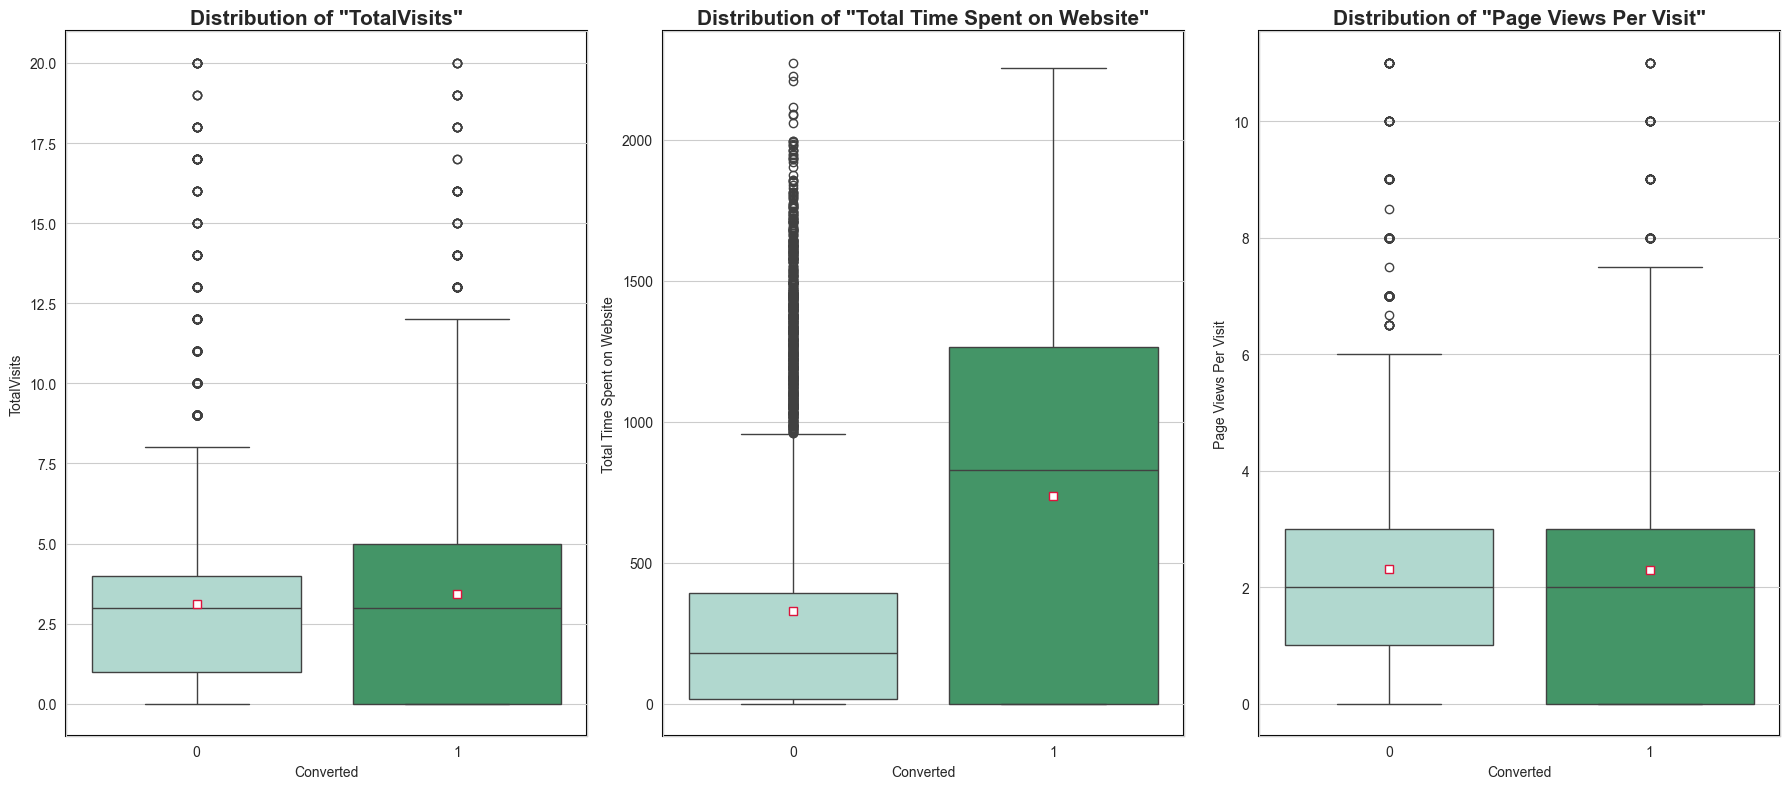 Distribution of "TotalVisits"
TotalVisits
20.0
17.5
15.0
12.5
10.0
7.5
5.0
2.5
0.0
0 1
Converted
Distribution of "Total Time Spent on Website"
Total Time Spent on Website
2000
1500
1000
500
0
0 1
Converted
Distribution of "Page Views Per Visit"
Page Views Per Visit
10
8
6
4
2
0
0 1
Converted